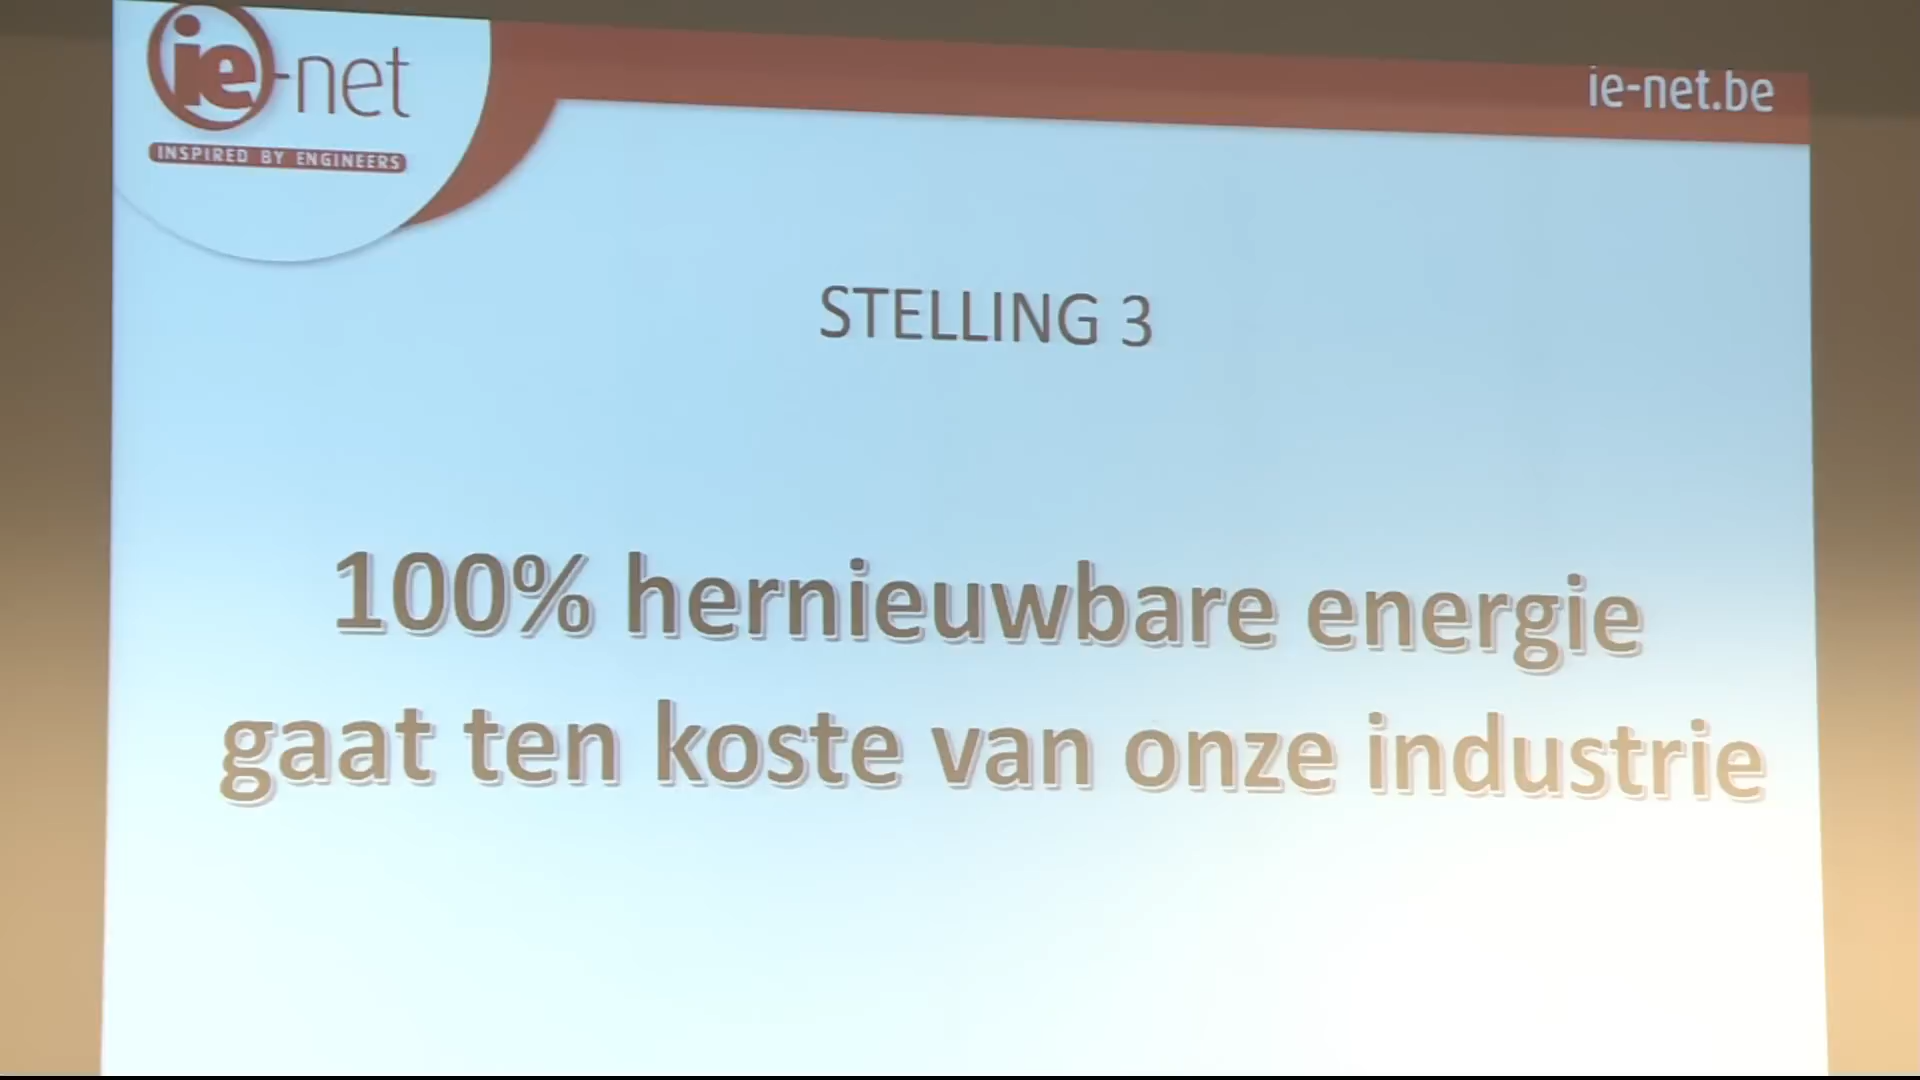 ie-net
INSPIRED BY ENGINEERS
ie-net.be
STELLING 3
100% hernieuwbare energie
gaat ten koste van onze industrie